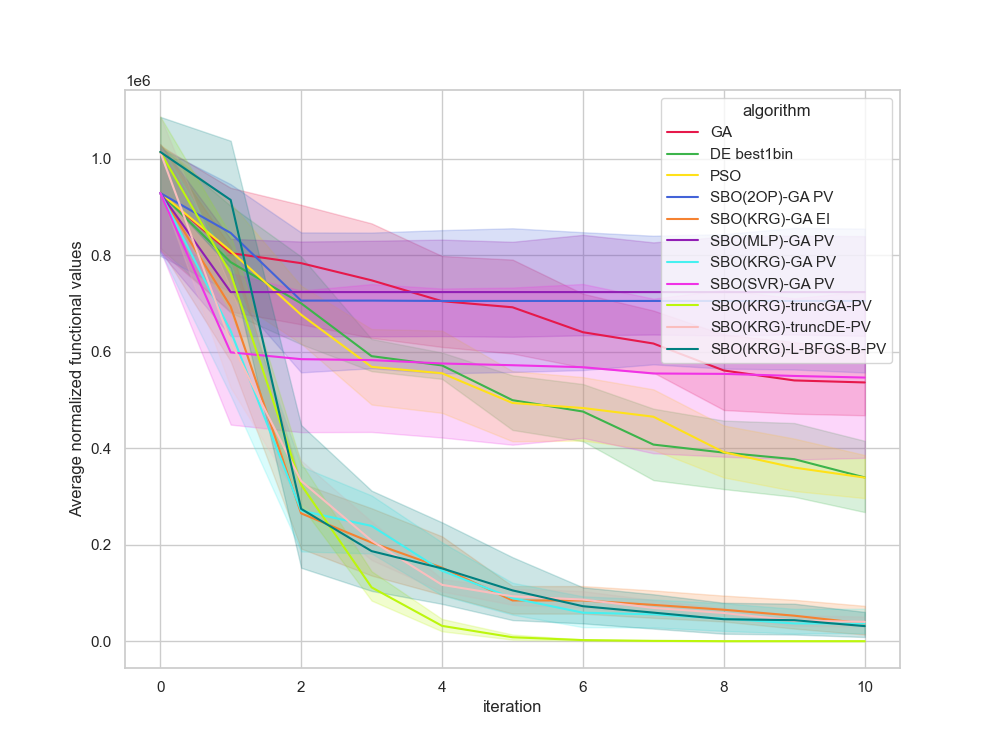 1e6
1.0
0.8
0.6
0.4
0.2
0.0
Average normalized functional values
0 2 4 6 8 10
iteration
algorithm
GA
DE best1bin
PSO
SBO(2OP)-GA PV
SBO(KRG)-GA EI
SBO(MLP)-GA PV
SBO(KRG)-GA PV
SBO(SVR)-GA PV
SBO(KRG)-truncGA-PV
SBO(KRG)-truncDE-PV
SBO(KRG)-L-BFGS-B-PV